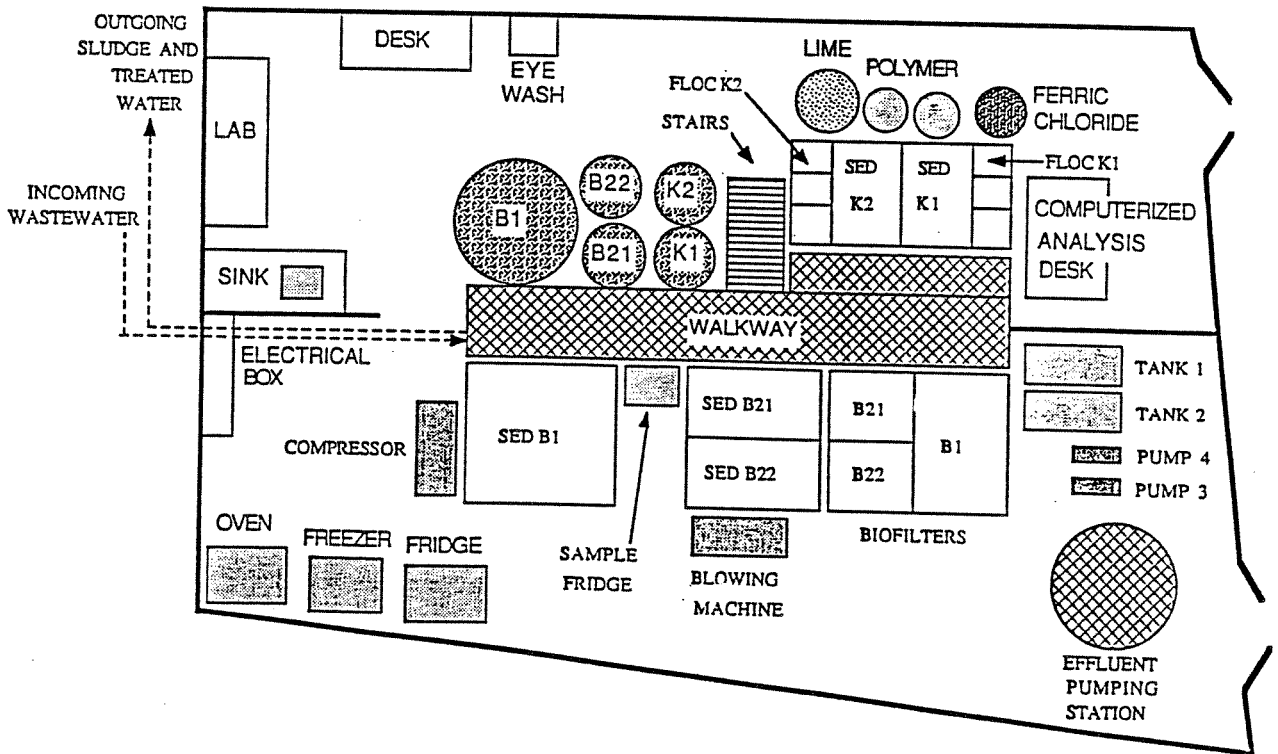 OUTGOING
SLUDGE AND
TREATED
WATER
DESK
EYE
WASH
LIME
POLYMER
FLOC K2
FERRIC
CHLORIDE
STAIRS
LAB
SED
K2
SED
K1
FLOC K1
INCOMING
WASTEWATER
B1
B22
K2
B21
K1
COMPUTERIZED
ANALYSIS
DESK
SINK
WALKWAY
ELECTRICAL
BOX
TANK 1
TANK 2
SED B1
SED B21
SED B22
B21
B22
B1
COMPRESSOR
PUMP 4
PUMP 3
OVEN
FREEZER
FRIDGE
SAMPLE
FRIDGE
BLOWING
MACHINE
BIOFILTERS
EFFLUENT
PUMPING
STATION